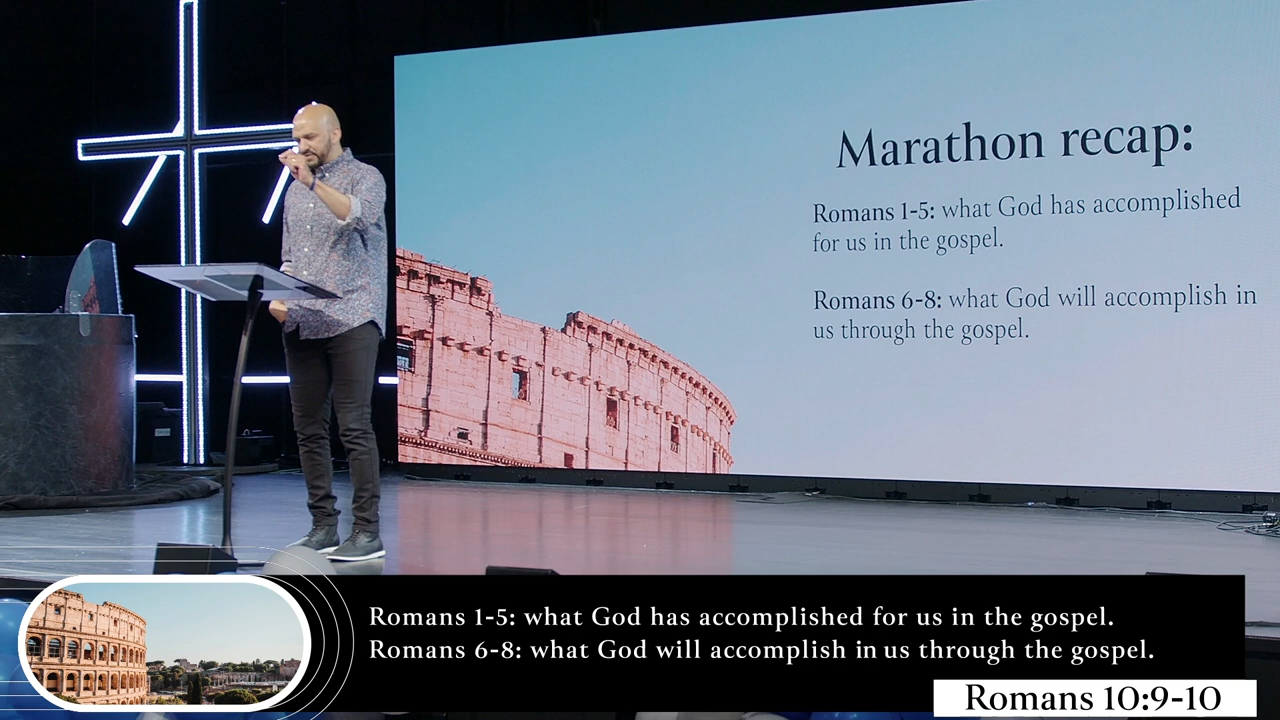 Marathon recap:
Romans 1-5: what God has accomplished
for us in the gospel.
Romans 6-8: what God will accomplish in
us through the gospel.
Romans 1-5: what God has accomplished for us in the gospel.
Romans 6-8: what God will accomplish in us through the gospel.
Romans 10:9-10